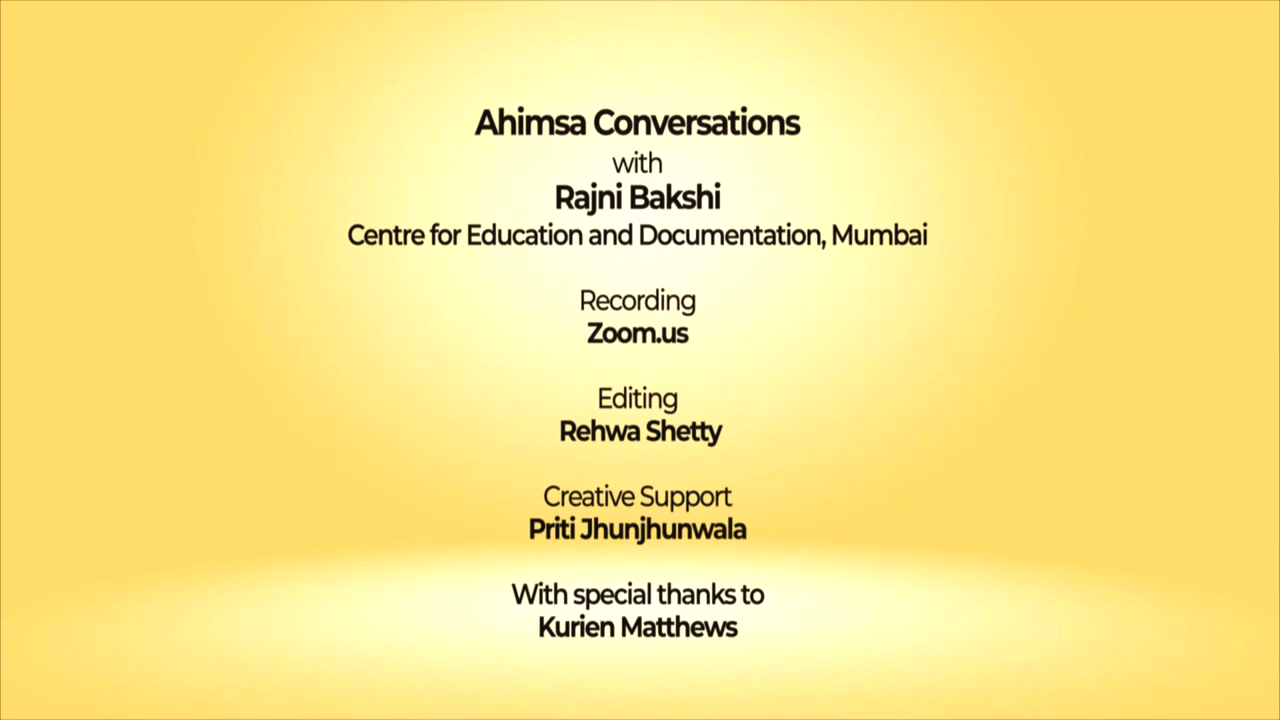 Ahimsa Conversations
with
Rajni Bakshi
Centre for Education and Documentation, Mumbai
Recording
Zoom.us
Editing
Rehwa Shetty
Creative Support
Priti Jhunjhunwala
With special thanks to
Kurien Matthews